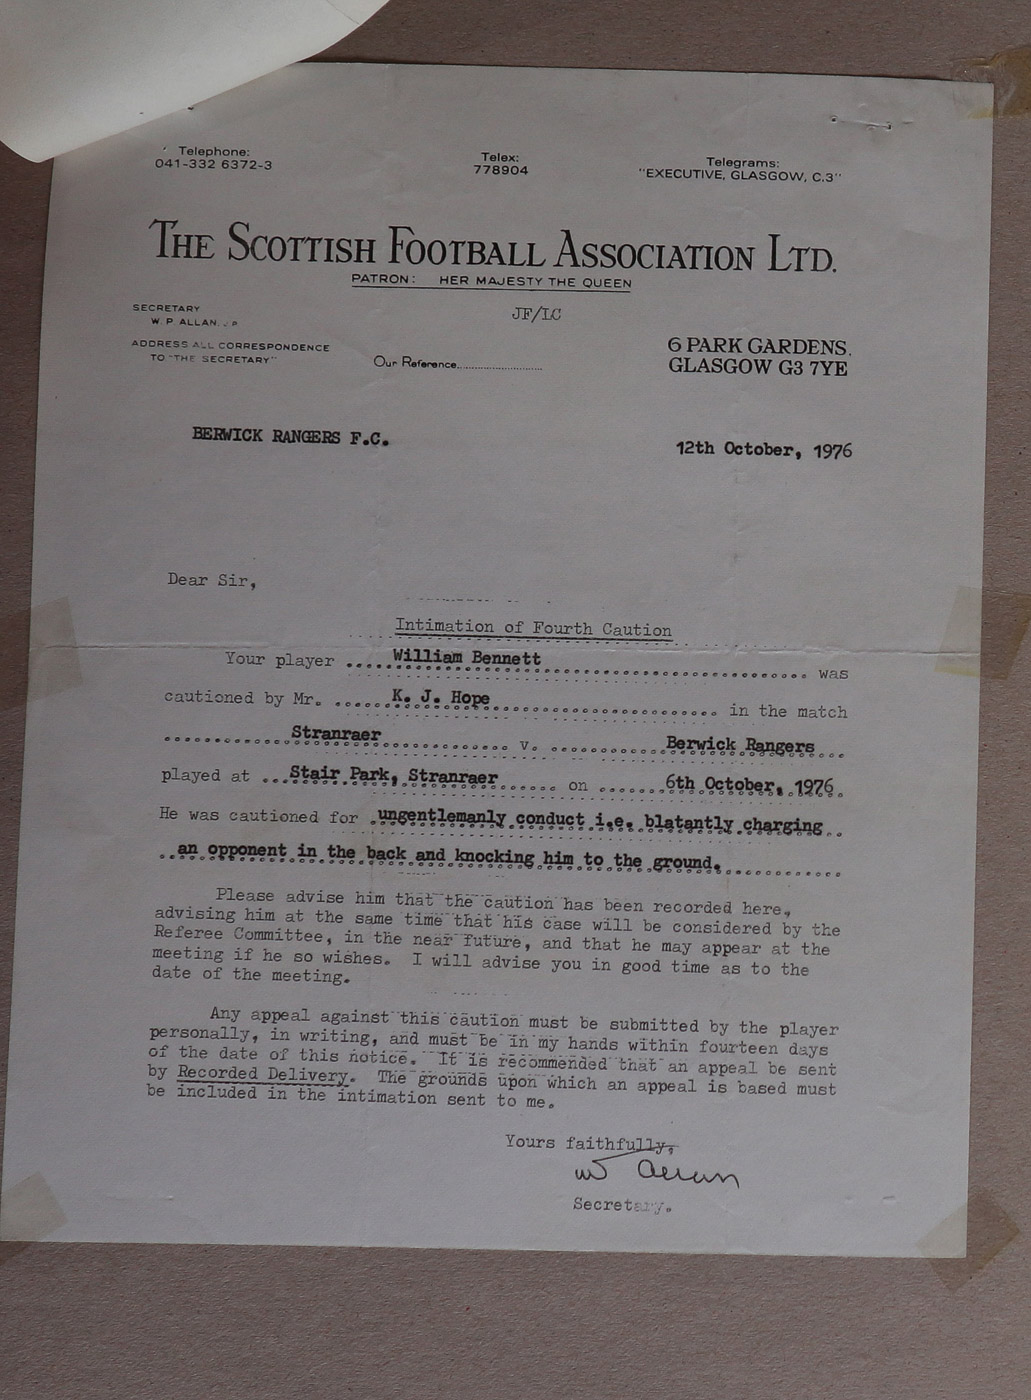 Telephone:
041-332 6372-3
Telex:
778904
Telegrams:
"EXECUTIVE, GLASGOW, C.3"
THE SCOTTISH FOOTBALL ASSOCIATION LTD.
PATRON: HER MAJESTY THE QUEEN
SECRETARY
W. P. ALLAN, J.P
ADDRESS ALL CORRESPONDENCE
TO "THE SECRETARY"
JF/LC
Our Reference..............................
6 PARK GARDENS,
GLASGOW G3 7YE
BERWICK RANGERS F.C.
12th October, 1976
Dear Sir,
Intimation of Fourth Caution
Your player .....William Bennett................................ was
cautioned by Mr. ......K. J. Hope............................ in the match
.............Stranraer............... v. ............Berwick Rangers....
played at ...Stair Park, Stranraer....... on .......6th October, 1976.
He was cautioned for .ungentlemanly conduct i.e. blatantly charging..
..an opponent in the back and knocking him to the ground.............
Please advise him that the caution has been recorded here,
advising him at the same time that his case will be considered by the
Referee Committee, in the near future, and that he may appear at the
meeting if he so wishes. I will advise you in good time as to the
date of the meeting.
Any appeal against this caution must be submitted by the player
personally, in writing, and must be in my hands within fourteen days
of the date of this notice. It is recommended that an appeal be sent
by Recorded Delivery. The grounds upon which an appeal is based must
be included in the intimation sent to me.
Yours faithfully,
W Allan
Secretary.